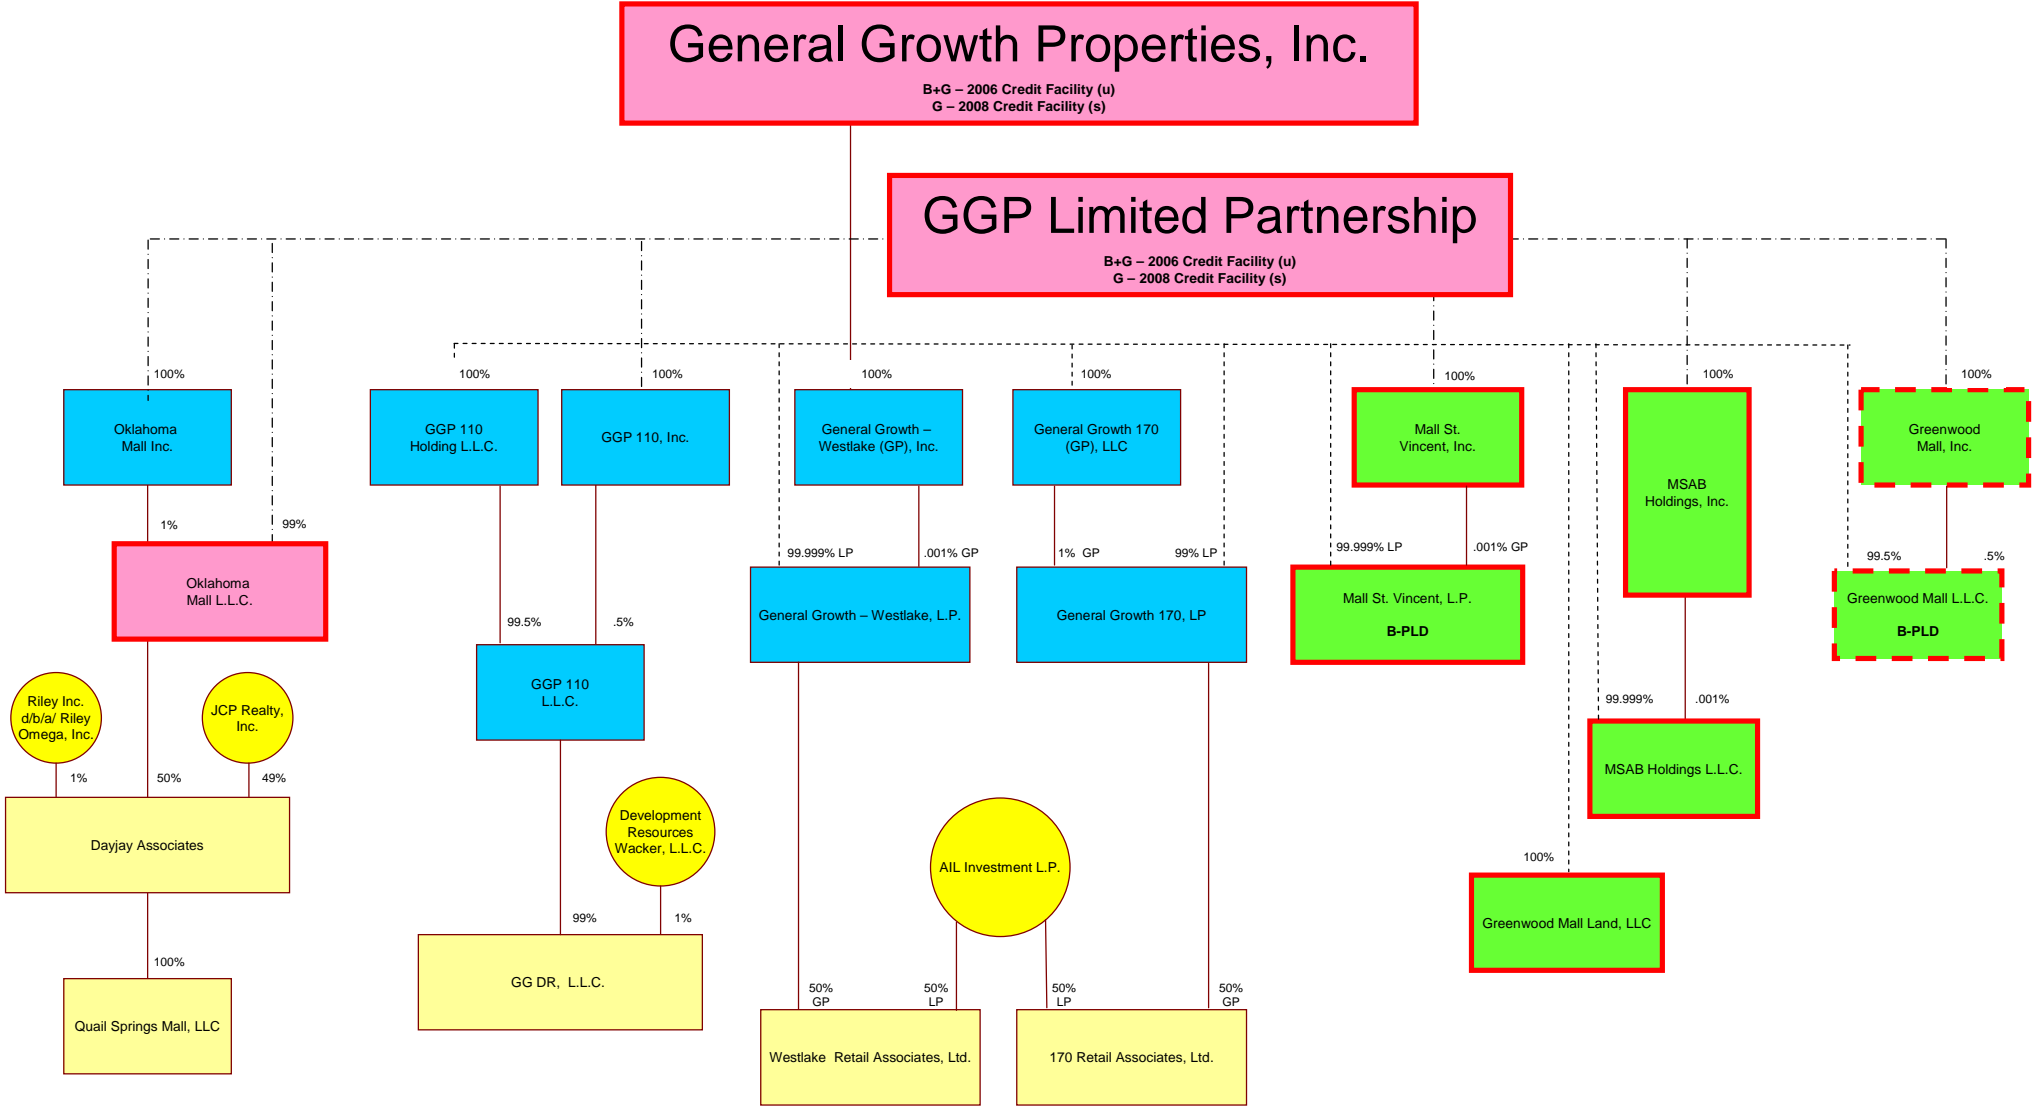 General Growth Properties, Inc.
B+G – 2006 Credit Facility (u)
G – 2008 Credit Facility (s)
GGP Limited Partnership
B+G – 2006 Credit Facility (u)
G – 2008 Credit Facility (s)
100%
100%
100%
100%
100%
100%
100%
100%
Oklahoma
Mall Inc.
GGP 110
Holding L.L.C.
GGP 110, Inc.
General Growth –
Westlake (GP), Inc.
General Growth 170
(GP), LLC
Mall St.
Vincent, Inc.
MSAB
Holdings, Inc.
Greenwood
Mall, Inc.
1%
99%
99.999% LP
.001% GP
1%  GP
99% LP
99.999% LP
.001% GP
99.5%
.5%
Oklahoma
Mall L.L.C.
99.5%
.5%
General Growth – Westlake, L.P.
General Growth 170, LP
Mall St. Vincent, L.P.
B-PLD
Greenwood Mall L.L.C.
B-PLD
GGP 110
L.L.C.
99.999%
.001%
Riley Inc.
d/b/a/ Riley
Omega, Inc.
JCP Realty,
Inc.
MSAB Holdings L.L.C.
1%
50%
49%
Dayjay Associates
Development
Resources
Wacker, L.L.C.
AIL Investment L.P.
100%
Greenwood Mall Land, LLC
99%
1%
100%
GG DR,  L.L.C.
50%
GP
50%
LP
50%
LP
50%
GP
Quail Springs Mall, LLC
Westlake  Retail Associates, Ltd.
170 Retail Associates, Ltd.